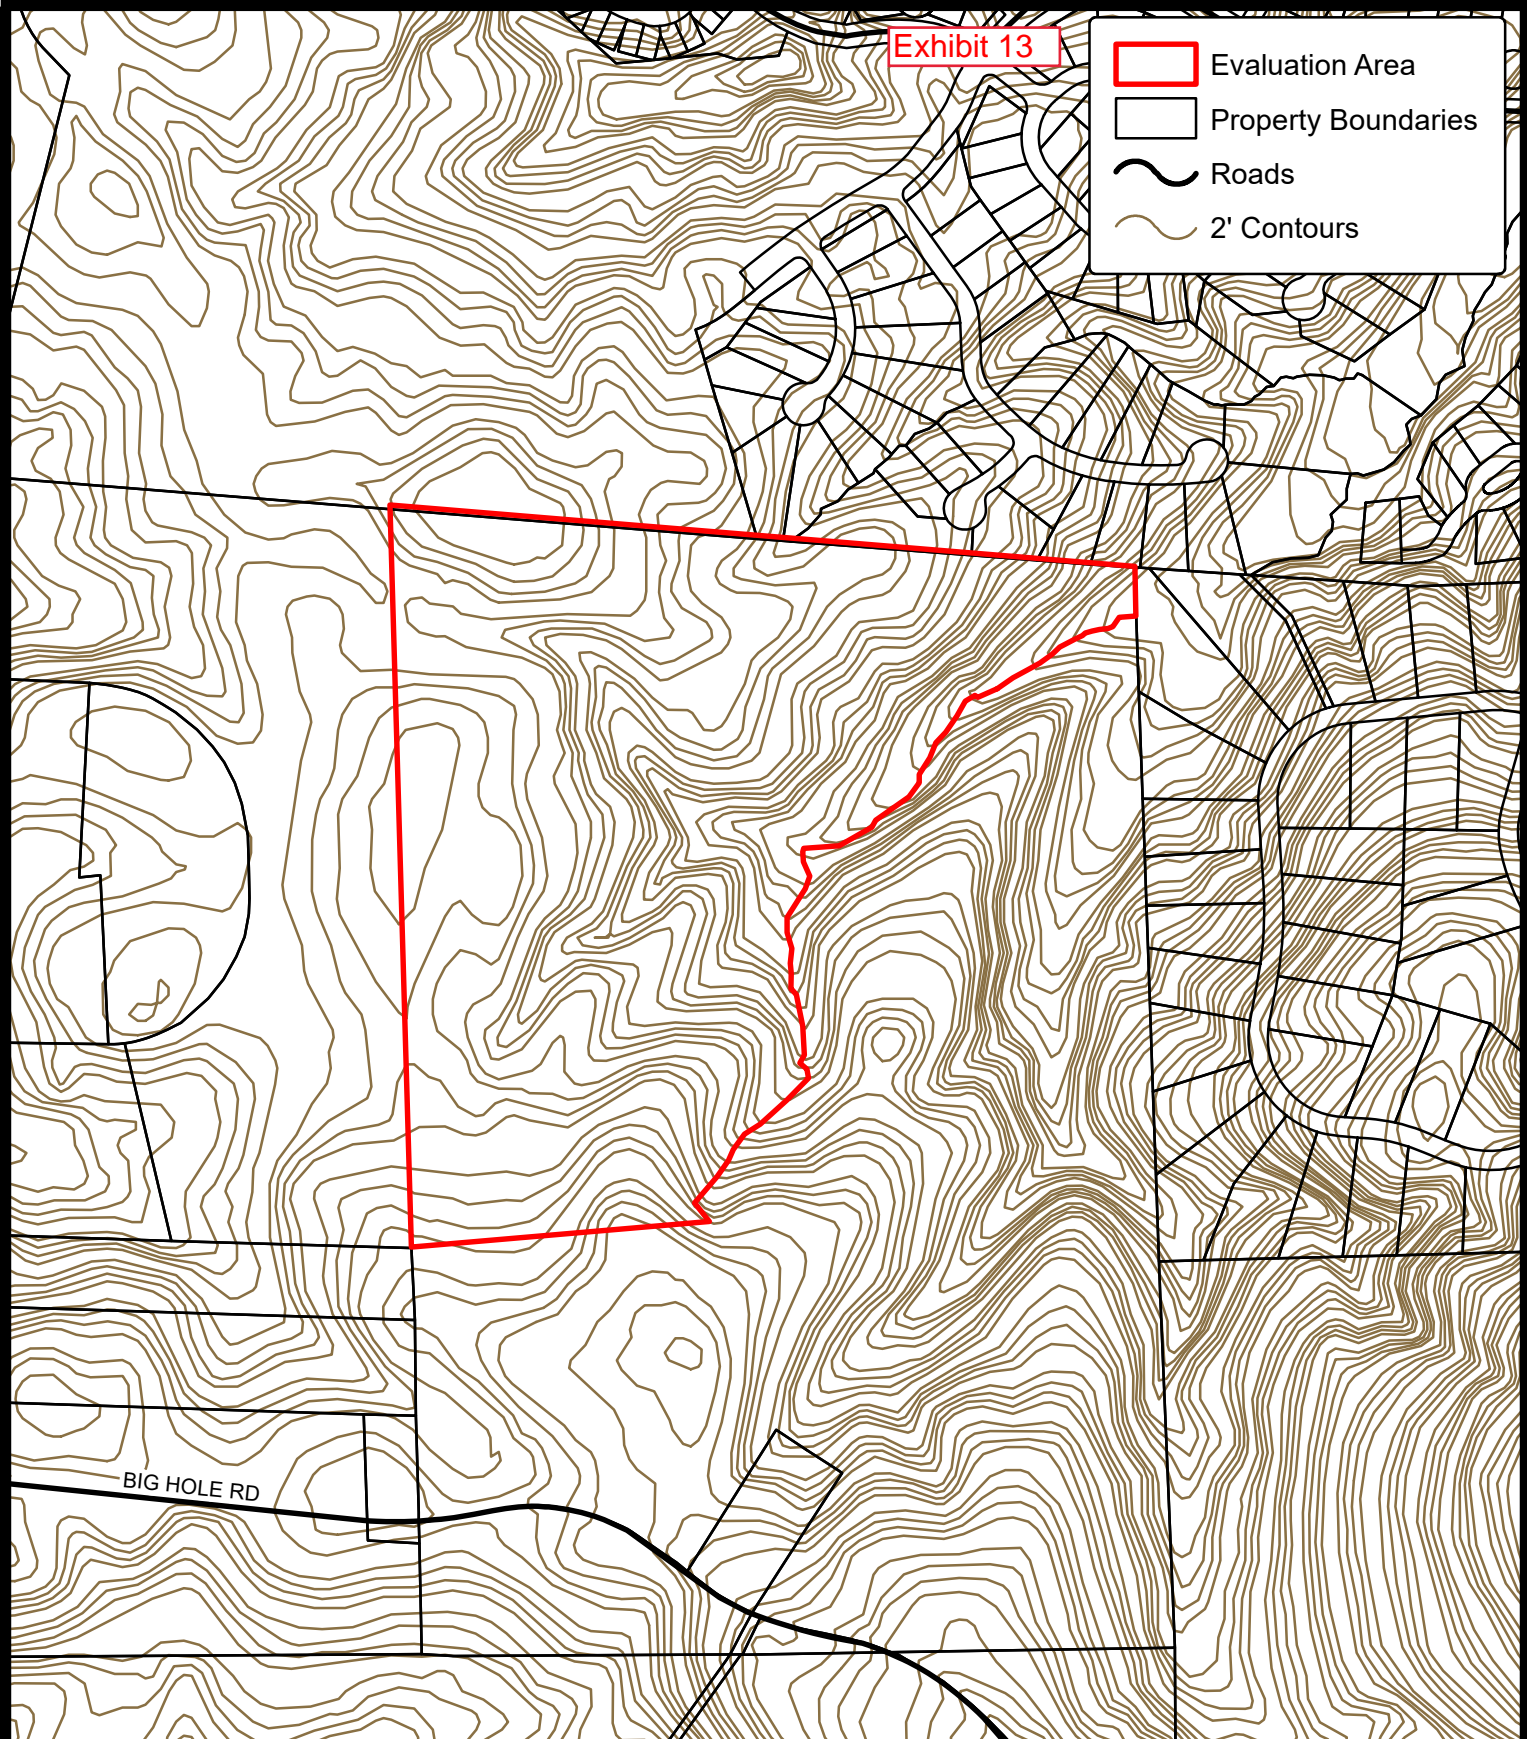 Exhibit 13
Evaluation Area
Property Boundaries
Roads
2' Contours
BIG HOLE RD